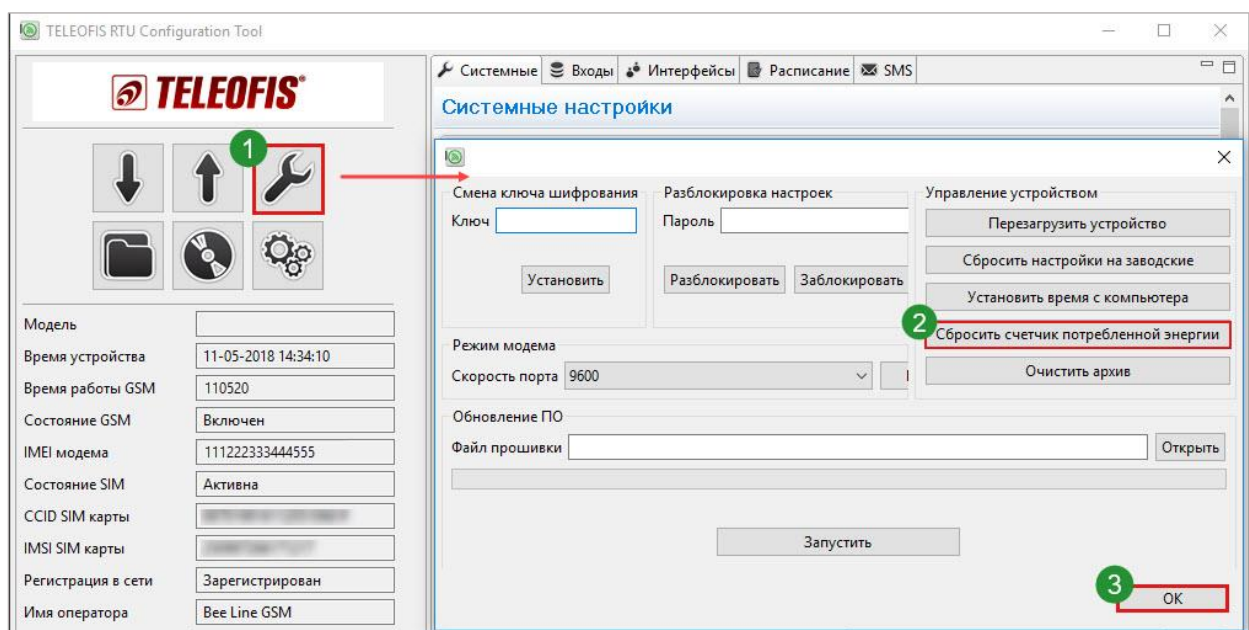 TELEOFIS RTU Configuration Tool
TELEOFIS®
1
Модель
Время устройства 11-05-2018 14:34:10
Время работы GSM 110520
Состояние GSM Включен
IMEI модема 111222333444555
Состояние SIM Активна
CCID SIM карты
IMSI SIM карты
Регистрация в сети Зарегистрирован
Имя оператора Bee Line GSM
Системные Входы Интерфейсы Расписание SMS
Системные настройки
Смена ключа шифрования
Ключ
Установить
Разблокировка настроек
Пароль
Разблокировать Заблокировать
Управление устройством
Перезагрузить устройство
Сбросить настройки на заводские
Установить время с компьютера
2
Сбросить счетчик потребленной энергии
Очистить архив
Режим модема
Скорость порта 9600
Обновление ПО
Файл прошивки Открыть
Запустить
3
OK